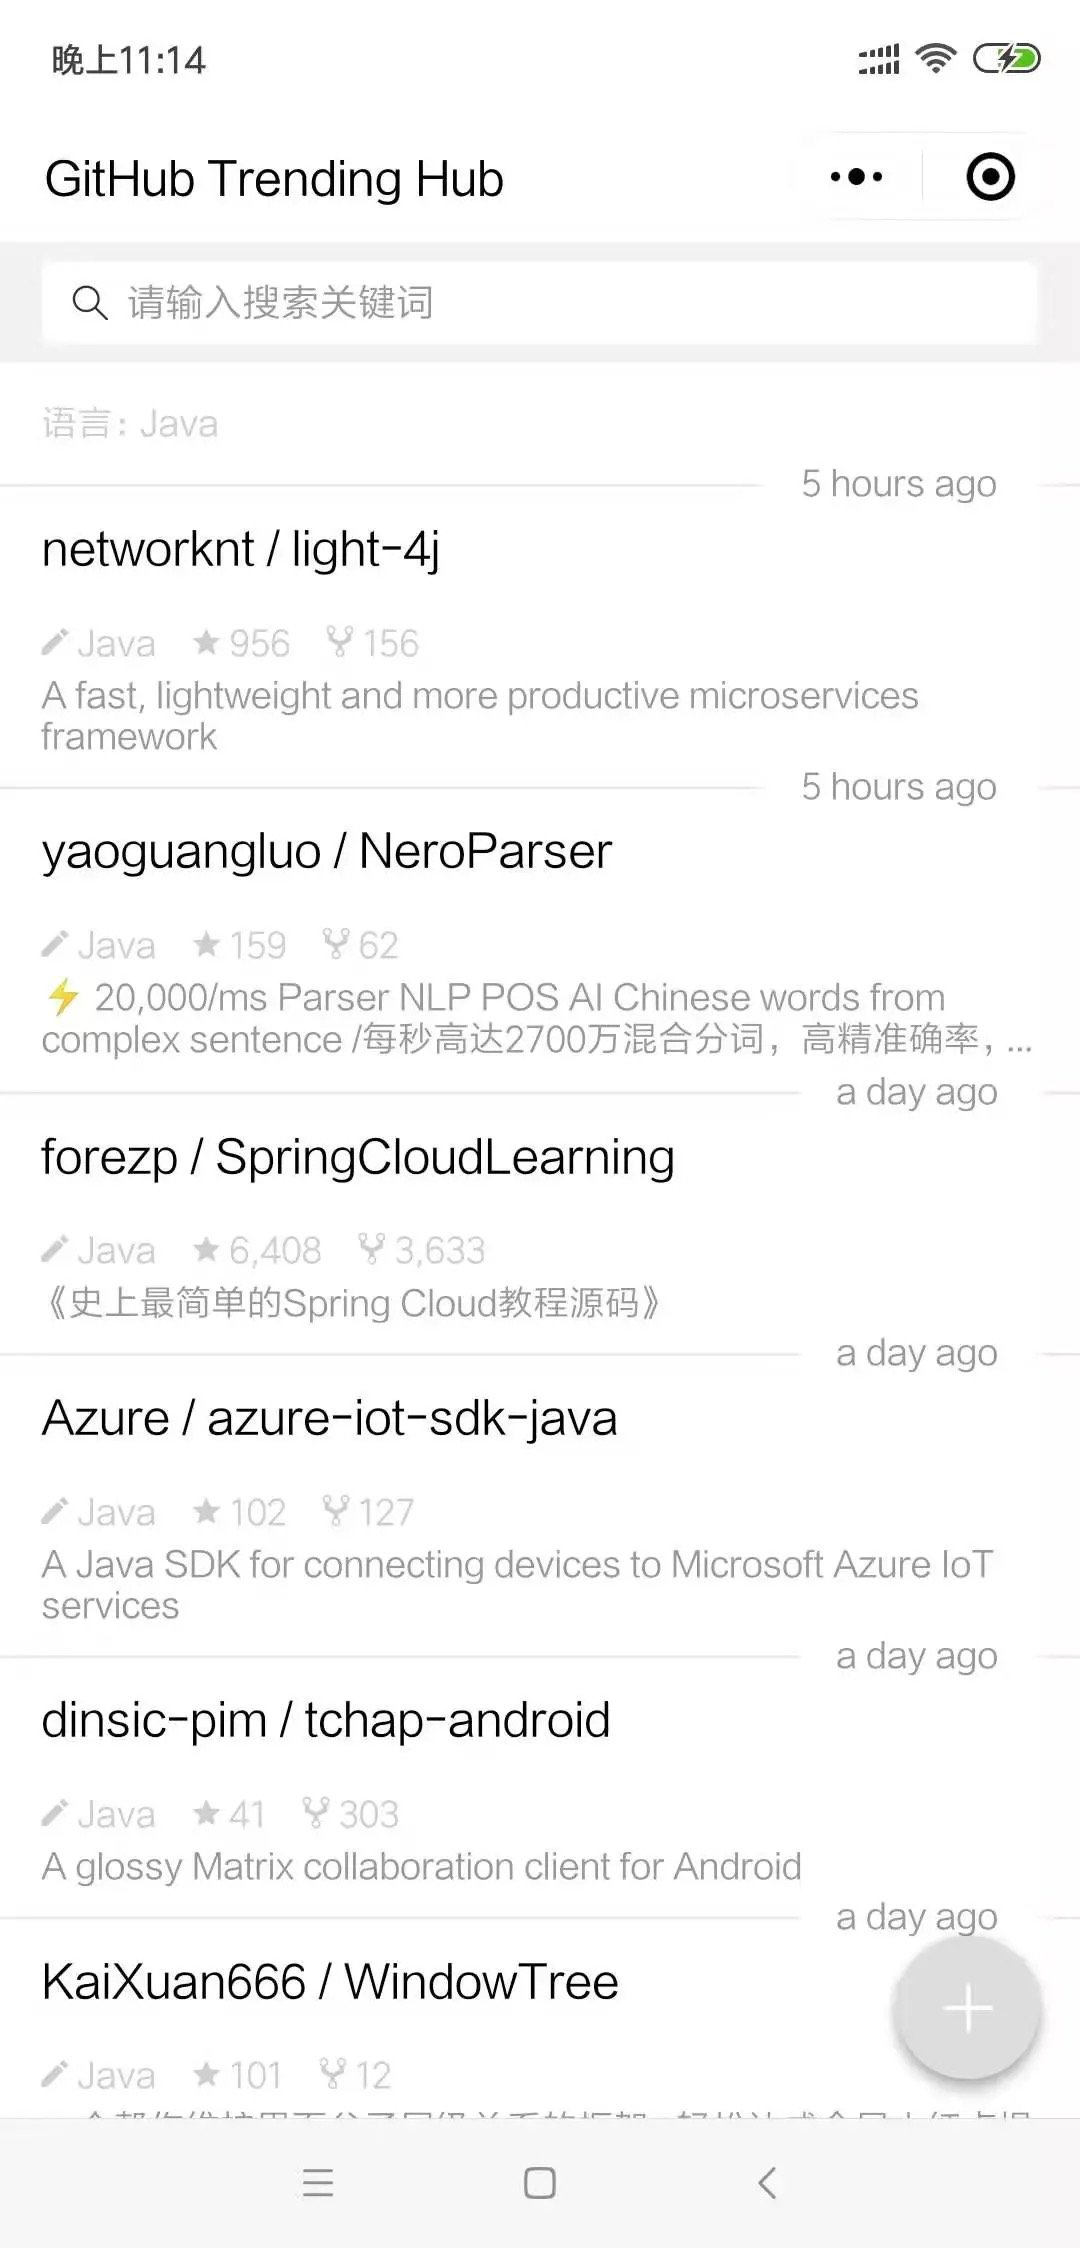 晚上11:14
GitHub Trending Hub
请输入搜索关键词
语言: Java
5 hours ago
networknt / light-4j
Java 956 156
A fast, lightweight and more productive microservices
framework
5 hours ago
yaoguangluo / NeroParser
Java 159 62
⚡ 20,000/ms Parser NLP POS AI Chinese words from
complex sentence /每秒高达2700万混合分词，高精准确率，...
a day ago
forezp / SpringCloudLearning
Java 6,408 3,633
《史上最简单的Spring Cloud教程源码》
a day ago
Azure / azure-iot-sdk-java
Java 102 127
A Java SDK for connecting devices to Microsoft Azure IoT
services
a day ago
dinsic-pim / tchap-android
Java 41 303
A glossy Matrix collaboration client for Android
a day ago
KaiXuan666 / WindowTree
Java 101 12